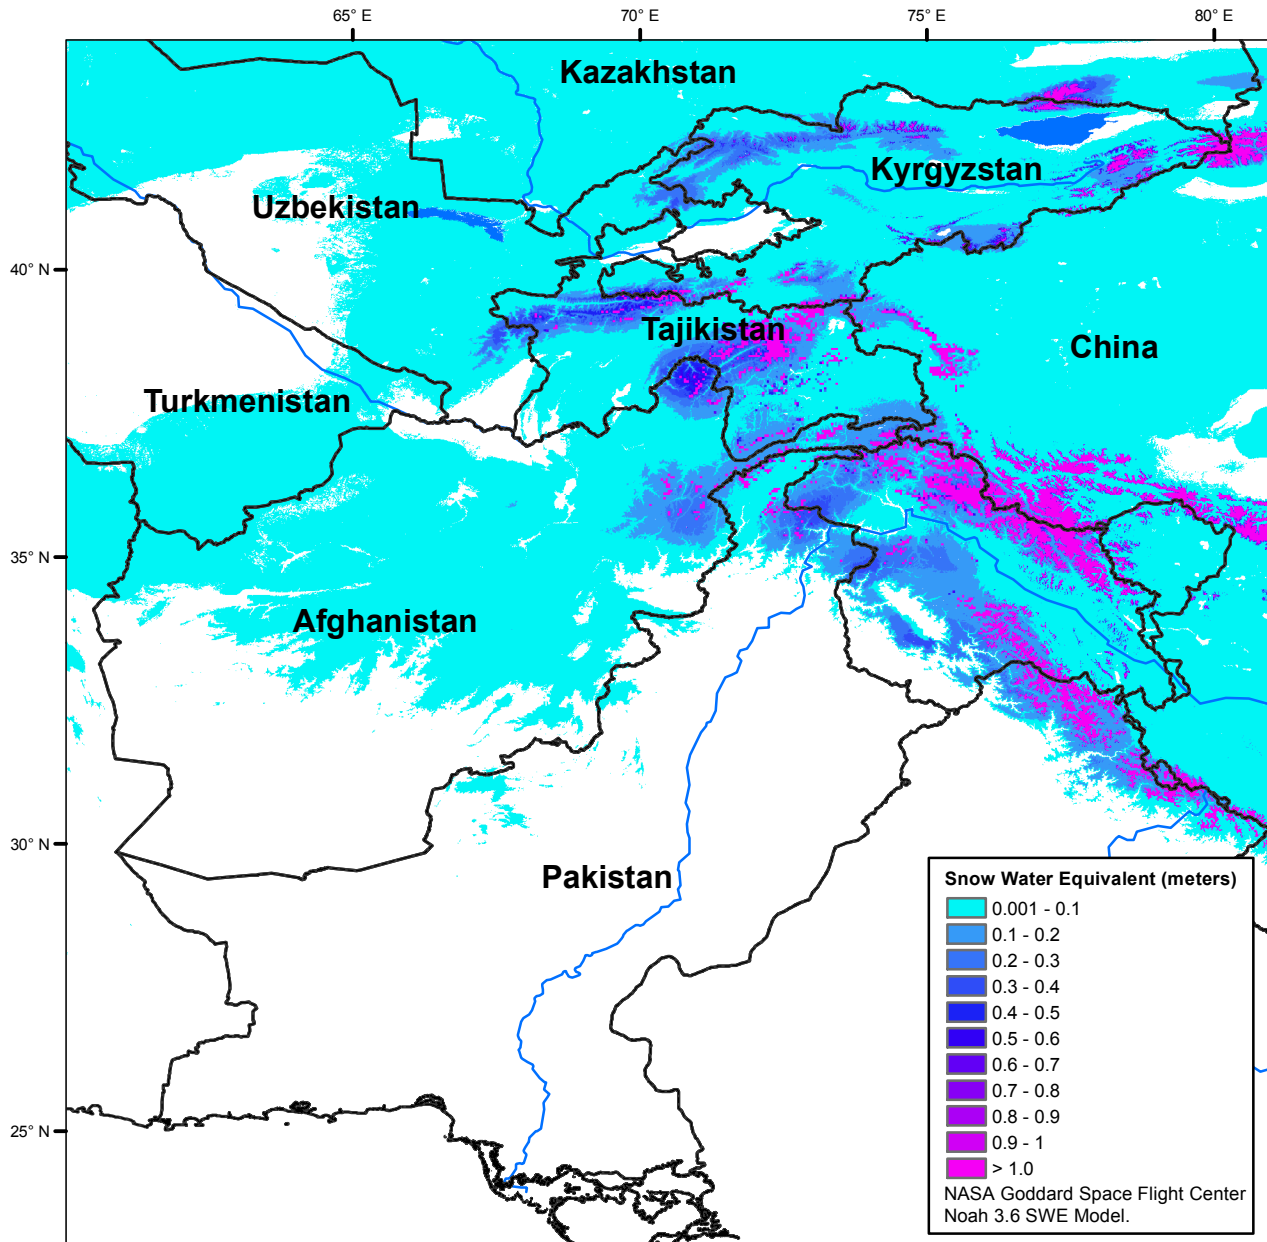 65° E
70° E
75° E
80° E
Kazakhstan
Kyrgyzstan
Uzbekistan
40° N
Tajikistan
China
Turkmenistan
35° N
Afghanistan
30° N
Pakistan
25° N
Snow Water Equivalent (meters)
0.001 - 0.1
0.1 - 0.2
0.2 - 0.3
0.3 - 0.4
0.4 - 0.5
0.5 - 0.6
0.6 - 0.7
0.7 - 0.8
0.8 - 0.9
0.9 - 1
> 1.0
NASA Goddard Space Flight Center
Noah 3.6 SWE Model.